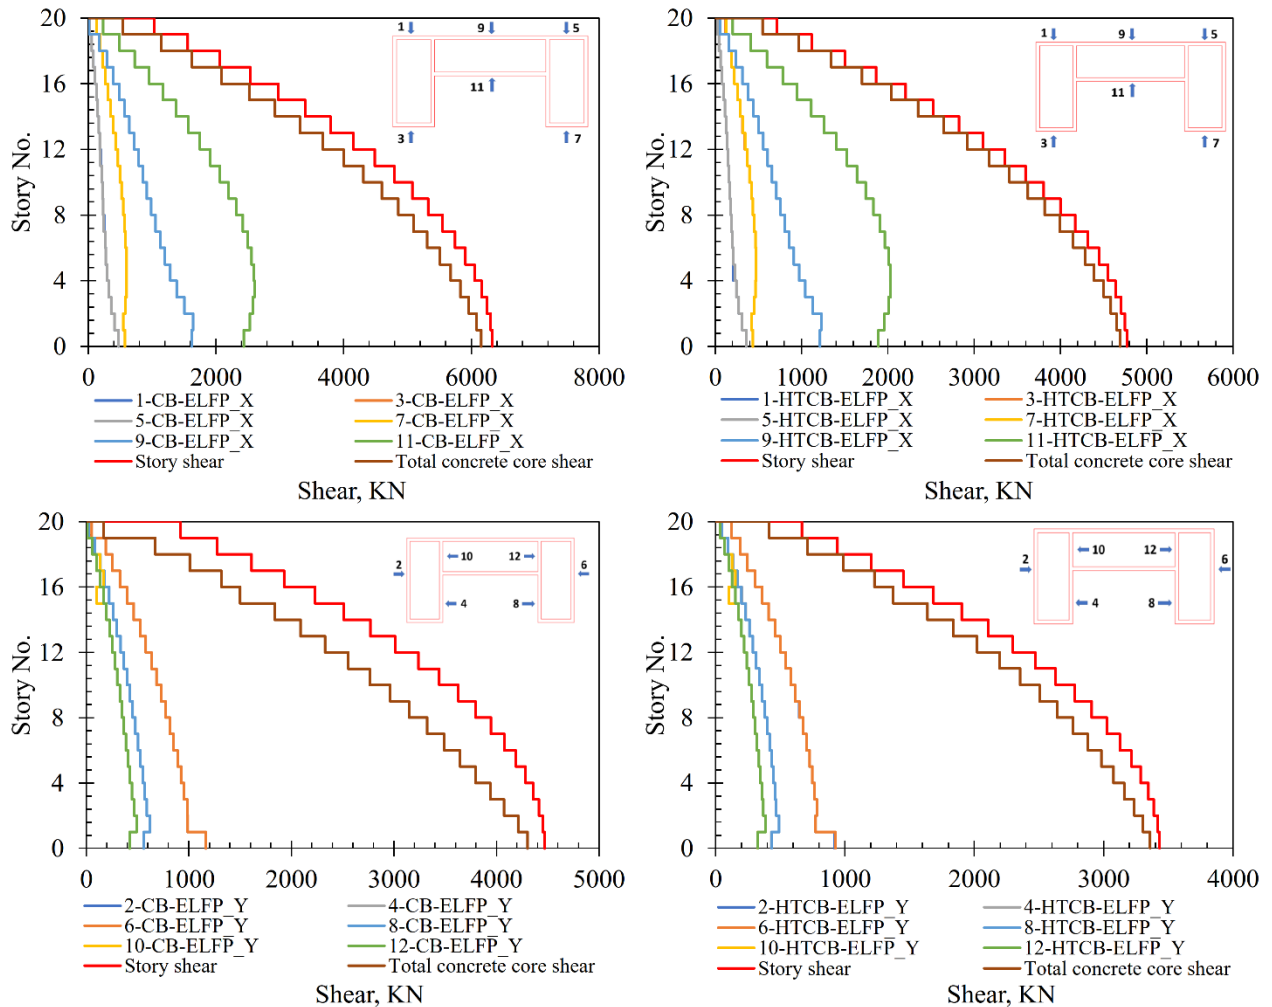 20
16
12
8
4
0
Story No.
1
9
5
11
3
7
0 2000 4000 6000 8000
1-CB-ELFP_X 3-CB-ELFP_X
5-CB-ELFP_X 7-CB-ELFP_X
9-CB-ELFP_X 11-CB-ELFP_X
Story shear Total concrete core shear
Shear, KN
20
16
12
8
4
0
Story No.
1
9
5
11
3
7
0 1000 2000 3000 4000 5000 6000
1-HTCB-ELFP_X 3-HTCB-ELFP_X
5-HTCB-ELFP_X 7-HTCB-ELFP_X
9-HTCB-ELFP_X 11-HTCB-ELFP_X
Story shear Total concrete core shear
Shear, KN
20
16
12
8
4
0
Story No.
10
12
2
6
4
8
0 1000 2000 3000 4000 5000
2-CB-ELFP_Y 4-CB-ELFP_Y
6-CB-ELFP_Y 8-CB-ELFP_Y
10-CB-ELFP_Y 12-CB-ELFP_Y
Story shear Total concrete core shear
Shear, KN
20
16
12
8
4
0
Story No.
10
12
2
6
4
8
0 1000 2000 3000 4000
2-HTCB-ELFP_Y 4-HTCB-ELFP_Y
6-HTCB-ELFP_Y 8-HTCB-ELFP_Y
10-HTCB-ELFP_Y 12-HTCB-ELFP_Y
Story shear Total concrete core shear
Shear, KN